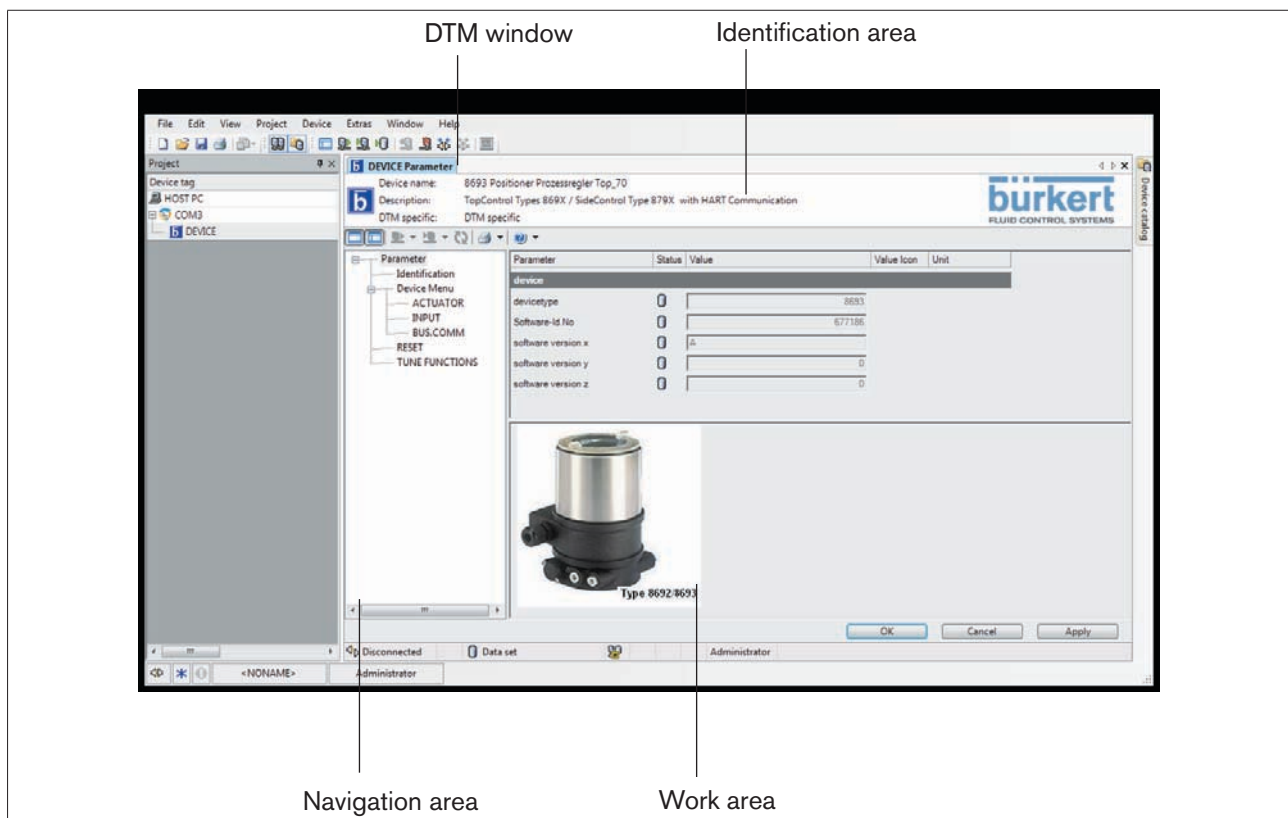 DTM window
Identification area
File Edit View Project Device Extras Window Help
Project
DEVICE Parameter
Device tag
HOST PC
COM3
DEVICE
Device name: 8693 Positioner Prozessregler Top_70
Description: TopControl Types 869X / SideControl Type 879X with HART Communication
DTM specific: DTM specific
bürkert
FLUID CONTROL SYSTEMS
Device catalog
Parameter
Identification
Device Menu
ACTUATOR
INPUT
BUS.COMM
RESET
TUNE FUNCTIONS
Parameter Status Value Value Icon Unit
device
devicetype 8693
Software-Id.No 677186
software version x A
software version y 0
software version z 0
Type 8692/8693
OK Cancel Apply
Disconnected Data set Administrator
<NONAME> Administrator
Navigation area
Work area